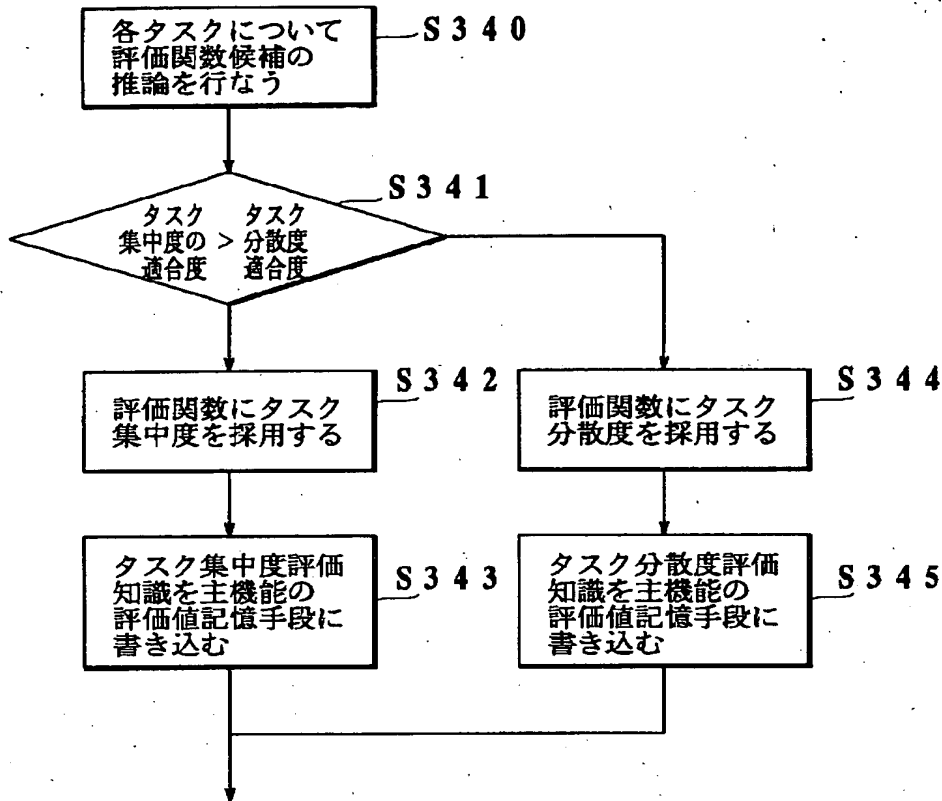 各タスクについて
評価関数候補の
推論を行なう
S340
S341
タスク タスク
集中度の > 分散度
適合度 適合度
S342
評価関数にタスク
集中度を採用する
S344
評価関数にタスク
分散度を採用する
タスク集中度評価
知識を主機能の
評価値記憶手段に
書き込む
S343
タスク分散度評価
知識を主機能の
評価値記憶手段に
書き込む
S345